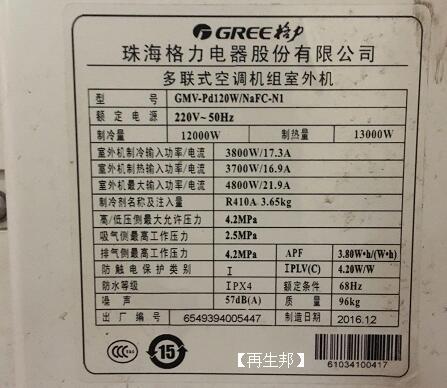 GREE格力
珠海格力电器股份有限公司
多联式空调机组室外机
型号 GMV-Pd120W/NaFC-N1
额定电源 220V~50Hz
制冷量 12000W 制热量 13000W
室外机制冷输入功率/电流 3800W/17.3A
室外机制热输入功率/电流 3700W/16.9A
室外机最大输入功率/电流 4800W/21.9A
制冷剂名称及注入量 R410A 3.65kg
高/低压侧最大允许压力 4.2MPa
吸气侧最高工作压力 2.5MPa
排气侧最高工作压力 4.2MPa APF 3.80W·h/(W·h)
防触电保护类别 I IPLV(C) 4.20W/W
防水等级 IPX4 额定条件 68Hz
噪声 57dB(A) 质量 96kg
出厂编号 6549394005447 制造日期 2016.12
CCC 15
61034100417
【再生邦】